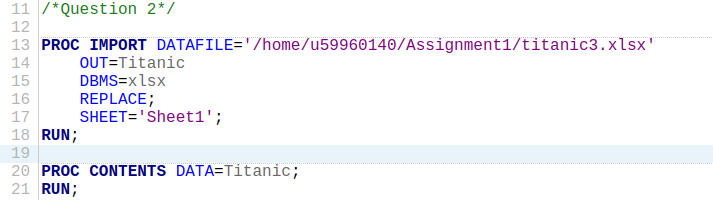 11 /*Question 2*/
12
13 PROC IMPORT DATAFILE='/home/u59960140/Assignment1/titanic3.xlsx'
14     OUT=Titanic
15     DBMS=xlsx
16     REPLACE;
17     SHEET='Sheet1';
18 RUN;
19
20 PROC CONTENTS DATA=Titanic;
21 RUN;